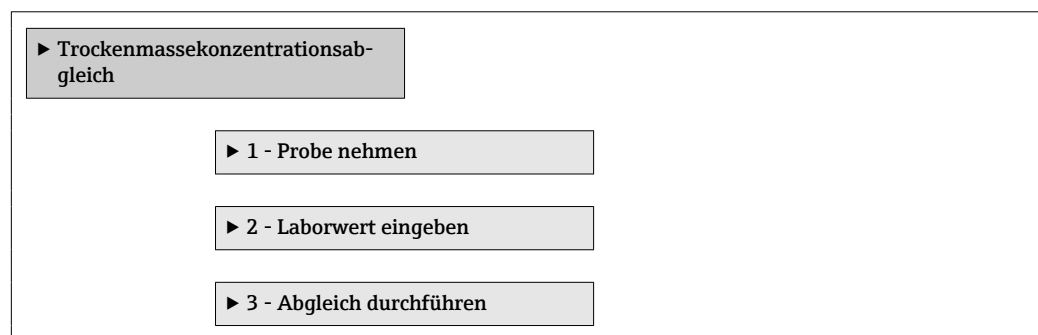 ▶ Trockenmassekonzentrationsab-
gleich
▶ 1 - Probe nehmen
▶ 2 - Laborwert eingeben
▶ 3 - Abgleich durchführen